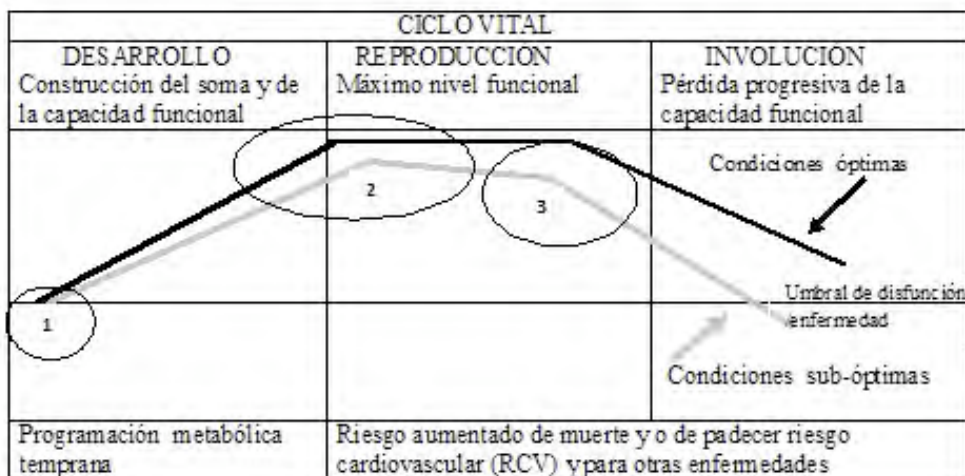 CICLO VITAL
DESARROLLO
Construcción del soma y de
la capacidad funcional
REPRODUCCION
Máximo nivel funcional
INVOLUCIÓN
Pérdida progresiva de la
capacidad funcional
Condiciones óptimas
2
3
1
Umbral de disfunción
enfermedad
Condiciones sub-óptimas
Programación metabólica
temprana
Riesgo aumentado de muerte y o de padecer riesgo
cardiovascular (RCV) y para otras enfermedades